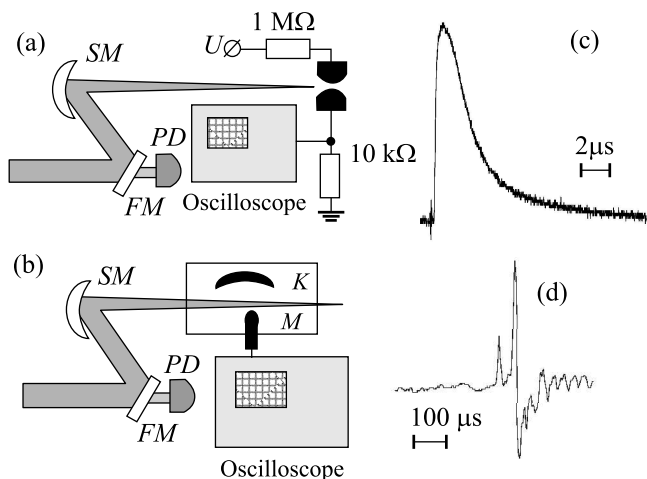 (a)
SM
1 MΩ
U
PD
FM
Oscilloscope
10 kΩ
(c)
2μs
(b)
SM
K
M
PD
FM
Oscilloscope
(d)
100 μs